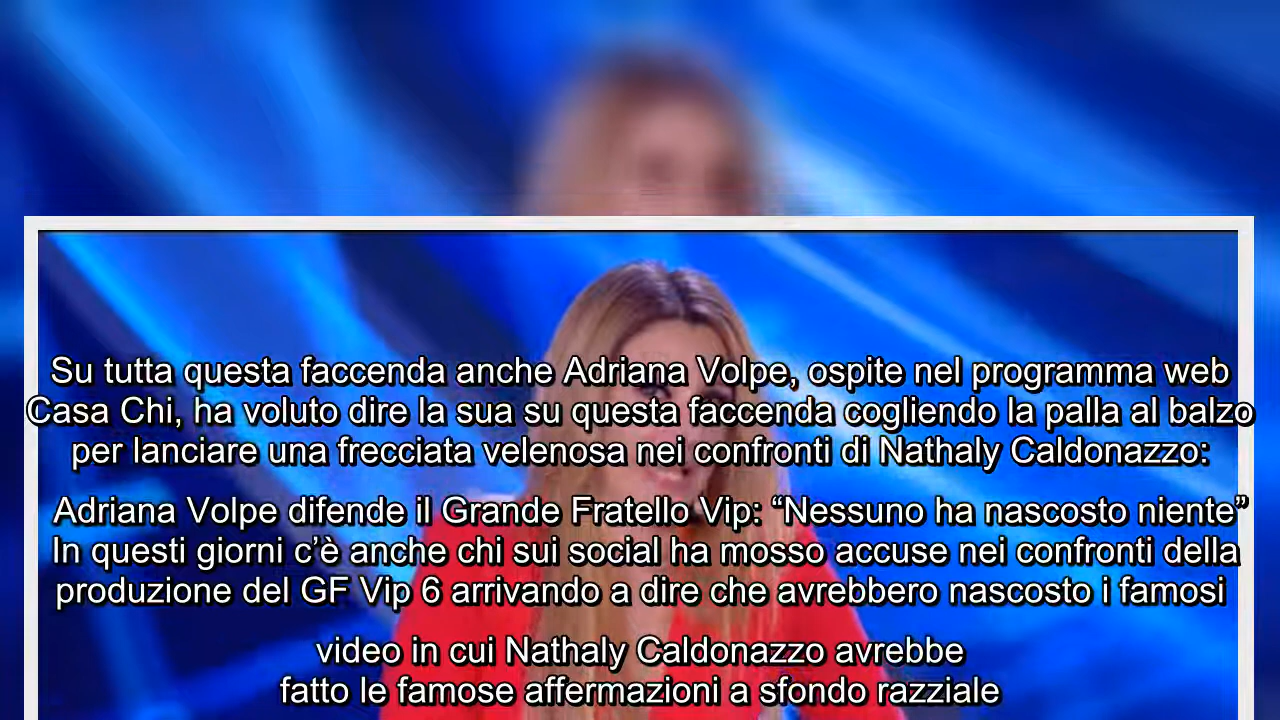 Su tutta questa faccenda anche Adriana Volpe, ospite nel programma web
Casa Chi, ha voluto dire la sua su questa faccenda cogliendo la palla al balzo
per lanciare una frecciata velenosa nei confronti di Nathaly Caldonazzo:
Adriana Volpe difende il Grande Fratello Vip: “Nessuno ha nascosto niente”
In questi giorni c’è anche chi sui social ha mosso accuse nei confronti della
produzione del GF Vip 6 arrivando a dire che avrebbero nascosto i famosi
video in cui Nathaly Caldonazzo avrebbe
fatto le famose affermazioni a sfondo razziale